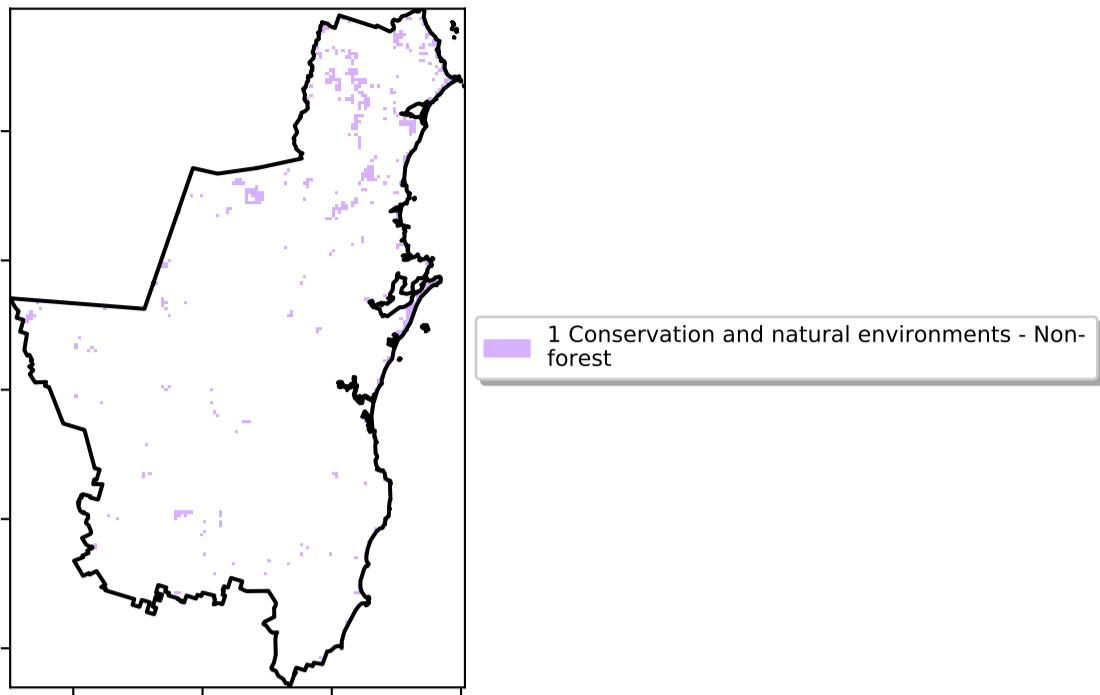 1 Conservation and natural environments - Non-
forest